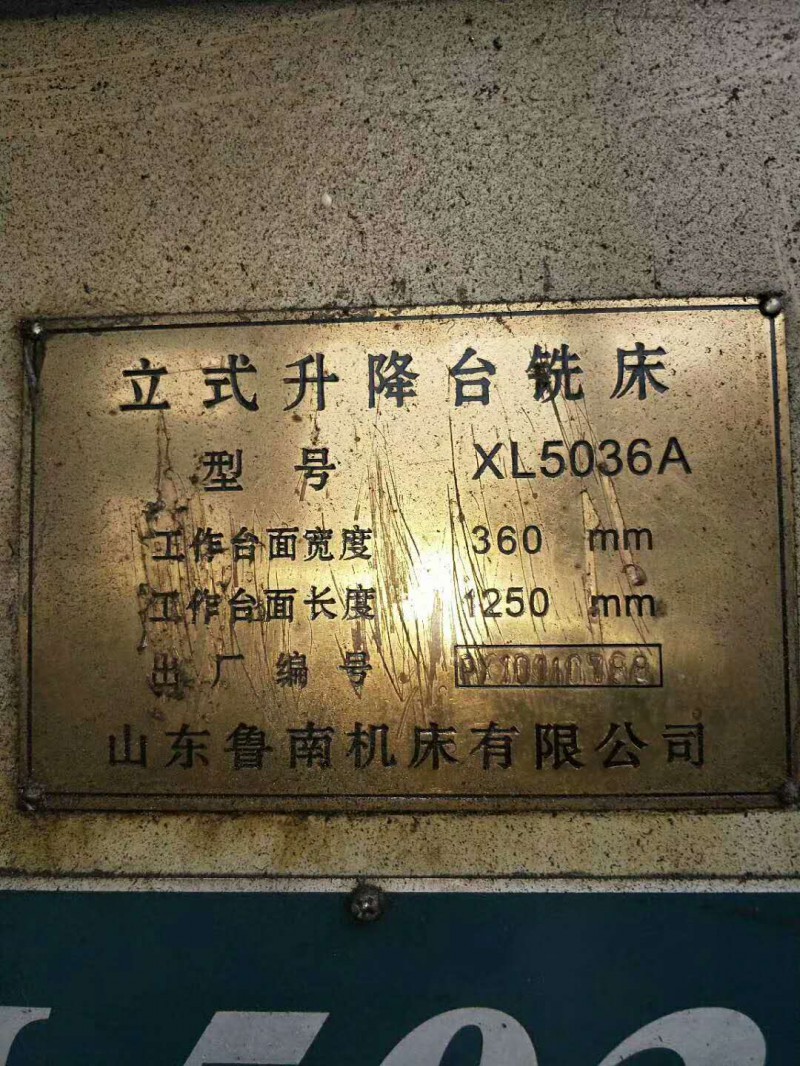 立式升降台铣床
型号 XL5036A
工作台面宽度 360 mm
工作台面长度 1250 mm
出厂编号
山东鲁南机床有限公司